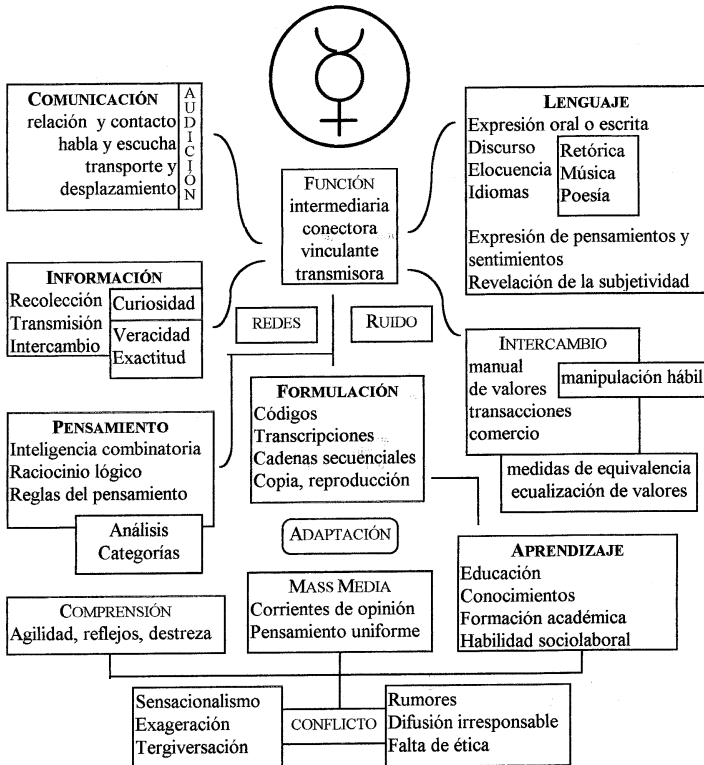 COMUNICACIÓN
relación y contacto
habla y escucha
transporte y
desplazamiento
AUDICIÓN
FUNCIÓN
intermediaria
conectora
vinculante
transmisora
LENGUAJE
Expresión oral o escrita
Discurso
Elocuencia
Idiomas
Retórica
Música
Poesía
Expresión de pensamientos y
sentimientos
Revelación de la subjetividad
INFORMACIÓN
Recolección
Transmisión
Intercambio
Curiosidad
Veracidad
Exactitud
REDES
RUIDO
INTERCAMBIO
manual
de valores
transacciones
comercio
manipulación hábil
medidas de equivalencia
ecualización de valores
PENSAMIENTO
Inteligencia combinatoria
Raciocinio lógico
Reglas del pensamiento
Análisis
Categorías
FORMULACIÓN
Códigos
Transcripciones
Cadenas secuenciales
Copia, reproducción
ADAPTACIÓN
APRENDIZAJE
Educación
Conocimientos
Formación académica
Habilidad sociolaboral
COMPRENSIÓN
Agilidad, reflejos, destreza
MASS MEDIA
Corrientes de opinión
Pensamiento uniforme
Sensacionalismo
Exageración
Tergiversación
CONFLICTO
Rumores
Difusión irresponsable
Falta de ética